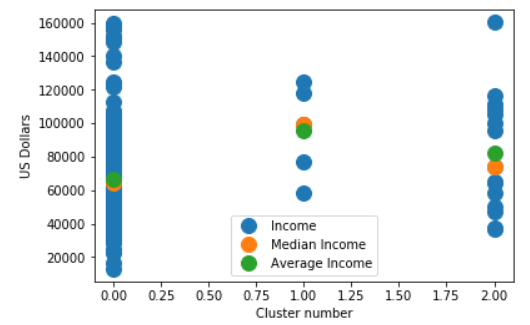 160000
140000
120000
100000
80000
60000
40000
20000
US Dollars
Income
Median Income
Average Income
0.00 0.25 0.50 0.75 1.00 1.25 1.50 1.75 2.00
Cluster number